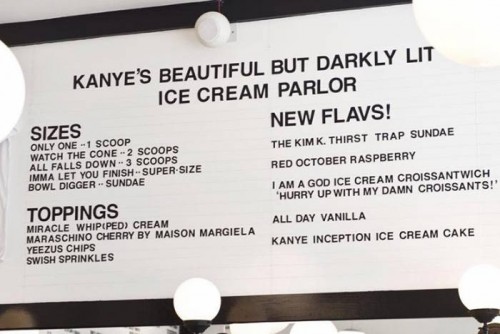 KANYE'S BEAUTIFUL BUT DARKLY LIT
ICE CREAM PARLOR
SIZES
ONLY ONE -- 1 SCOOP
WATCH THE CONE -- 2 SCOOPS
ALL FALLS DOWN -- 3 SCOOPS
IMMA LET YOU FINISH -- SUPER-SIZE
BOWL DIGGER -- SUNDAE
TOPPINGS
MIRACLE WHIP(PED) CREAM
MARASCHINO CHERRY BY MAISON MARGIELA
YEEZUS CHIPS
SWISH SPRINKLES
NEW FLAVS!
THE KIM K. THIRST TRAP SUNDAE
RED OCTOBER RASPBERRY
I AM A GOD ICE CREAM CROISSANTWICH
'HURRY UP WITH MY DAMN CROISSANTS!'
ALL DAY VANILLA
KANYE INCEPTION ICE CREAM CAKE